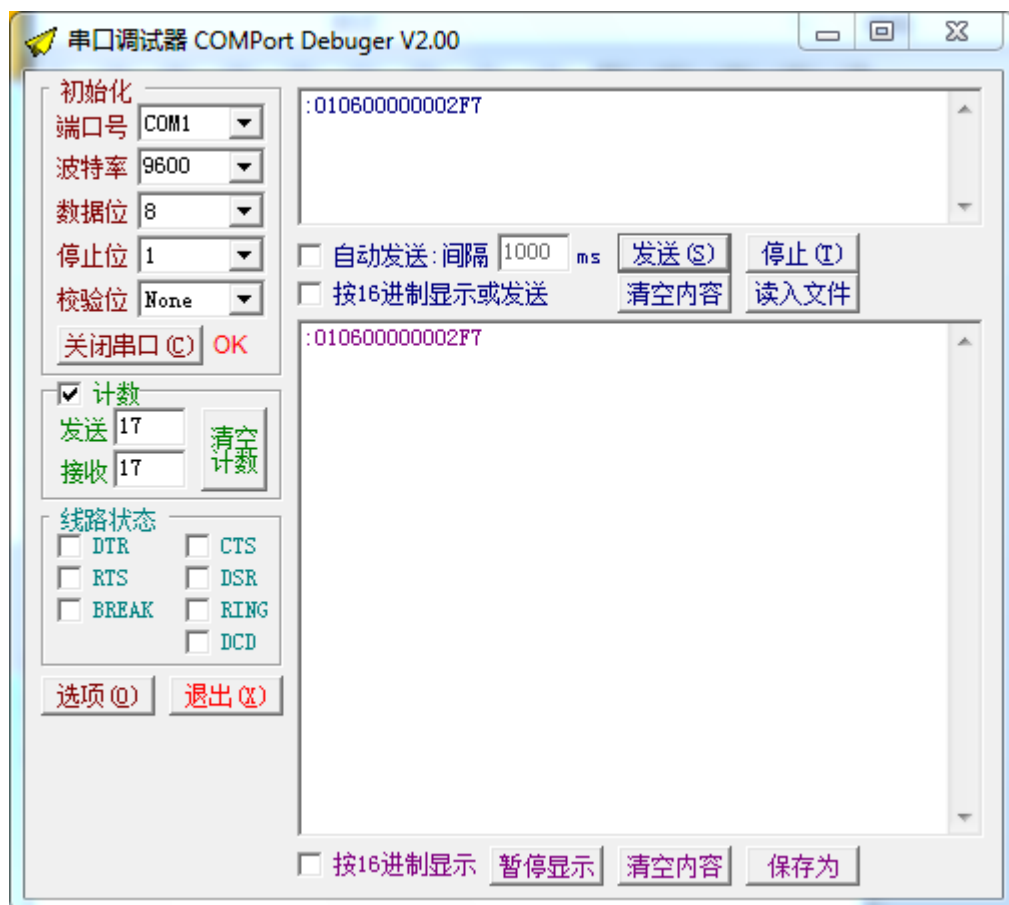 串口调试器 COMPort Debuger V2.00
初始化
端口号 COM1
波特率 9600
数据位 8
停止位 1
校验位 None
关闭串口(C) OK
计数
发送 17
接收 17
清空
计数
线路状态
DTR CTS
RTS DSR
BREAK RING
DCD
选项(O) 退出(X)
:010600000002F7
自动发送:间隔 1000 ms 发送(S) 停止(T)
按16进制显示或发送 清空内容 读入文件
:010600000002F7
按16进制显示 暂停显示 清空内容 保存为